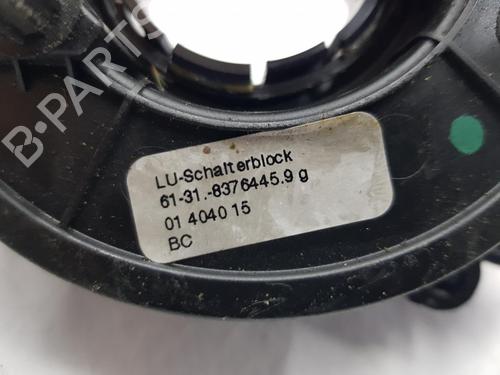 B-PARTS
LU-Schalterblock
61-31.-8376445.9 g
01 404015
BC